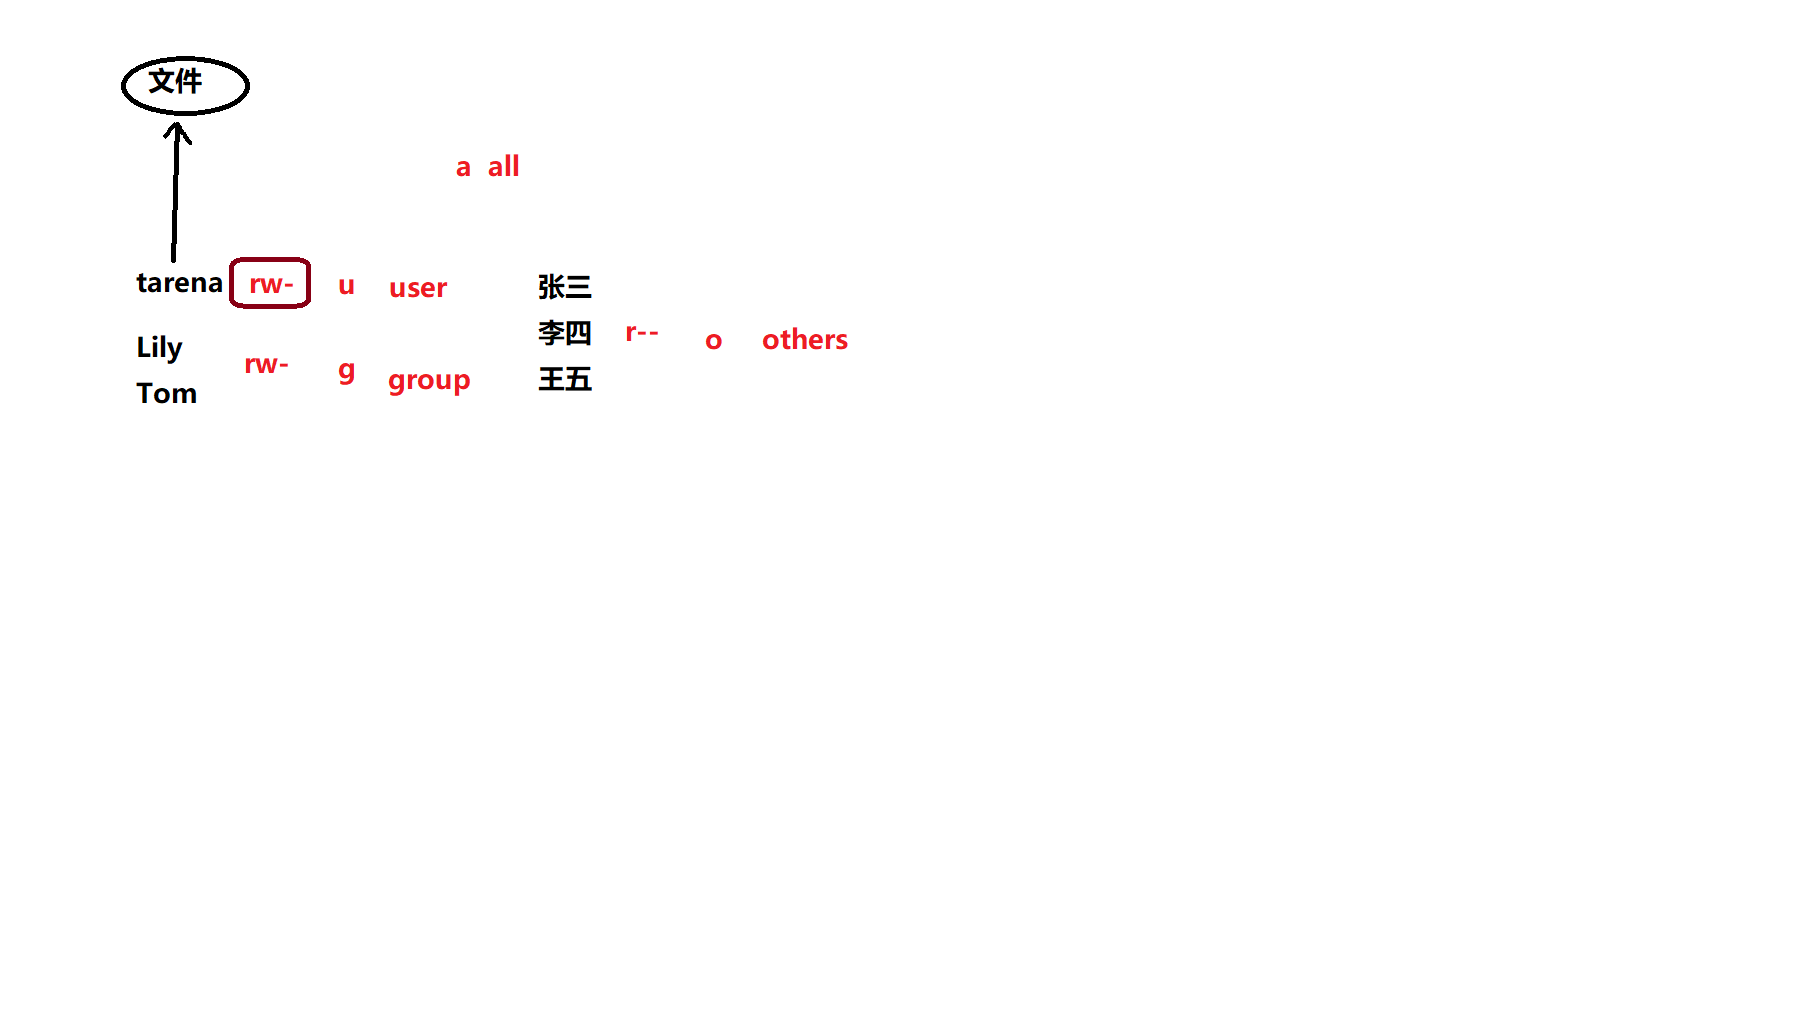 文件
a all
tarena rw- u user
Lily
Tom
rw- g group
张三
李四
王五
r-- o others